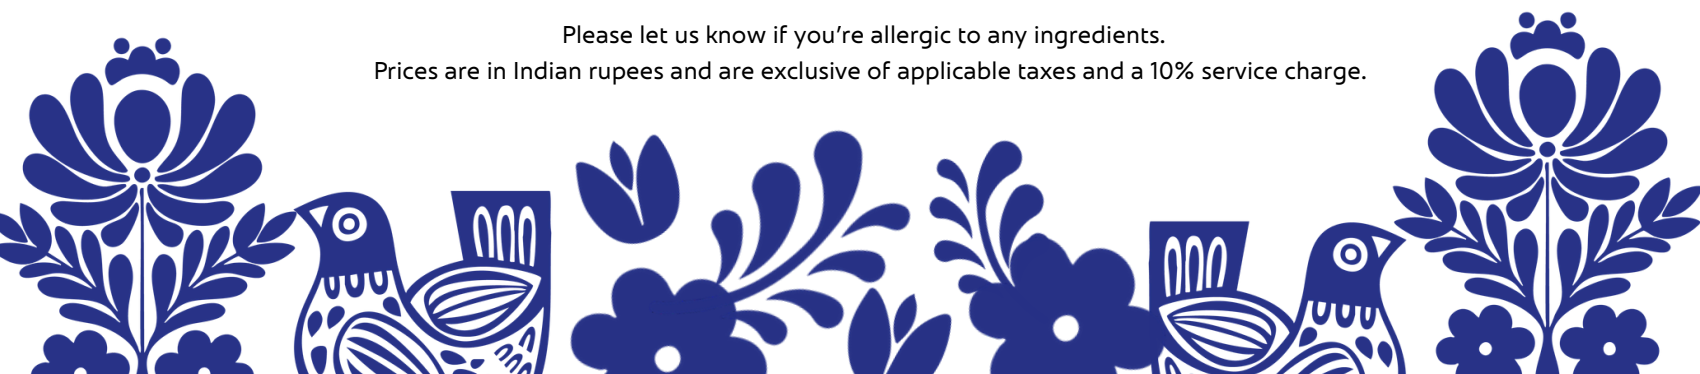 Please let us know if you’re allergic to any ingredients.
Prices are in Indian rupees and are exclusive of applicable taxes and a 10% service charge.